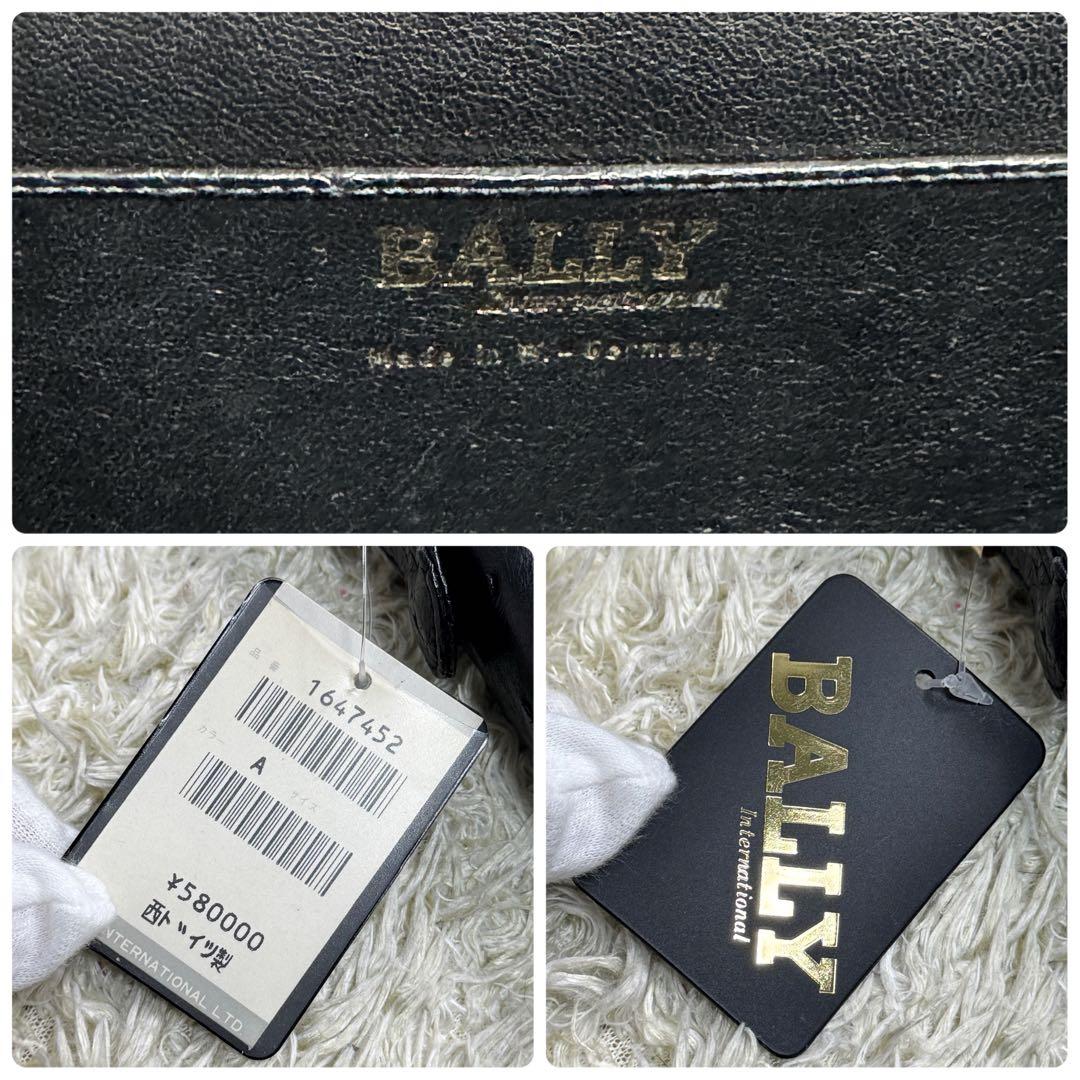 BALLY
International
Made in W.-Germany
品番
1647452
カラー
A
サイズ
¥580000
西ドイツ製
INTERNATIONAL LTD
BALLY
International